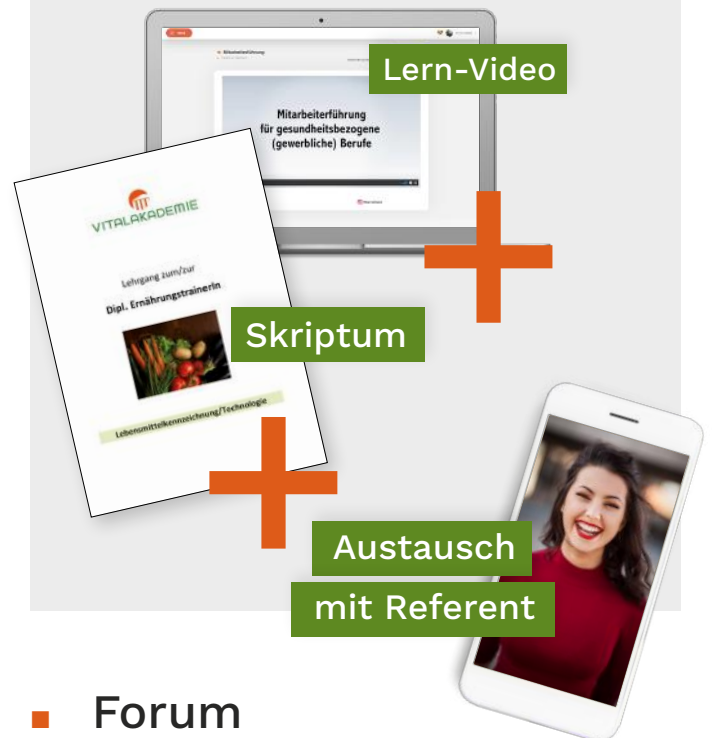 Mitarbeiterführung
Lern-Video
Mitarbeiterführung
für gesundheitsbezogene
(gewerbliche) Berufe
VITALAKADEMIE
Lehrgang zum/zur
Dipl. ErnährungstrainerIn
Skriptum
Lebensmittelkennzeichnung/Technologie
Austausch
mit Referent
Forum